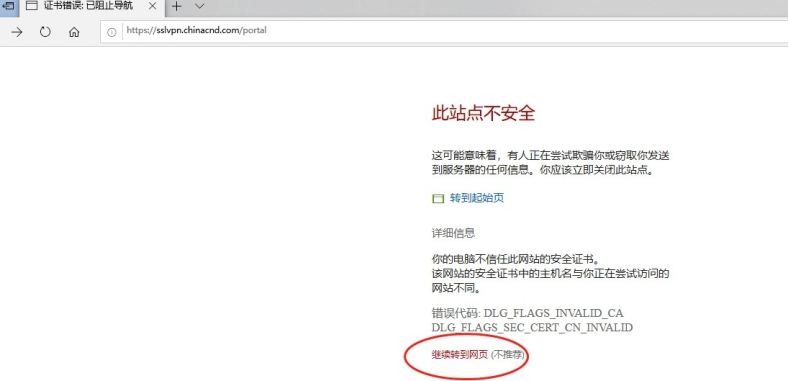 证书错误: 已阻止导航
https://sslvpn.chinacnd.com/portal
此站点不安全
这可能意味着，有人正在尝试欺骗你或窃取你发送
到服务器的任何信息。你应该立即关闭此站点。
转到起始页
详细信息
你的电脑不信任此网站的安全证书。
该网站的安全证书中的主机名与你正在尝试访问的
网站不同。
错误代码: DLG_FLAGS_INVALID_CA
DLG_FLAGS_SEC_CERT_CN_INVALID
继续转到网页 (不推荐)